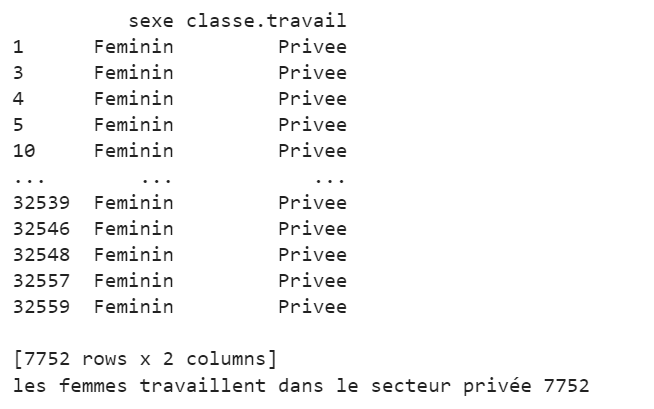 sexe classe.travail
1 Feminin Privee
3 Feminin Privee
4 Feminin Privee
5 Feminin Privee
10 Feminin Privee
... ... ...
32539 Feminin Privee
32546 Feminin Privee
32548 Feminin Privee
32557 Feminin Privee
32559 Feminin Privee
[7752 rows x 2 columns]
les femmes travaillent dans le secteur privée 7752